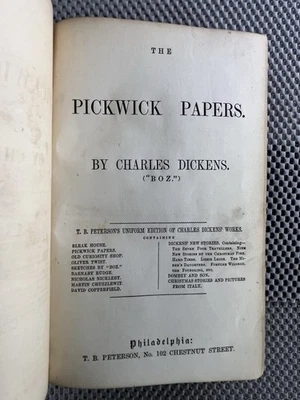 THE
PICKWICK PAPERS.
BY CHARLES DICKENS.
("BOZ.")
T. B. PETERSON'S UNIFORM EDITION OF CHARLES DICKENS' WORKS.
CONTAINING
BLEAK HOUSE.
PICKWICK PAPERS.
OLD CURIOSITY SHOP.
OLIVER TWIST.
SKETCHES BY "BOZ."
BARNABY RUDGE.
NICHOLAS NICKLEBY.
MARTIN CHUZZLEWIT.
DAVID COPPERFIELD.
DICKENS' NEW STORIES. Containing—
The Seven Poor Travellers. Nine
New Stories by the Christmas Fire.
Hard Times. Lizzie Leigh. The Mi-
ner's Daughters. Fortune Wildred,
the Foundling, etc.
DOMBEY AND SON.
CHRISTMAS STORIES AND PICTURES
FROM ITALY.
Philadelphia:
T. B. PETERSON, No. 102 CHESTNUT STREET.